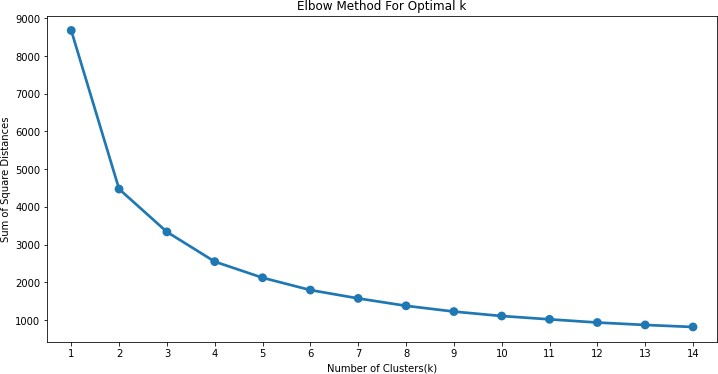 Elbow Method For Optimal k
9000
8000
7000
6000
5000
4000
3000
2000
1000
Sum of Square Distances
1 2 3 4 5 6 7 8 9 10 11 12 13 14
Number of Clusters(k)